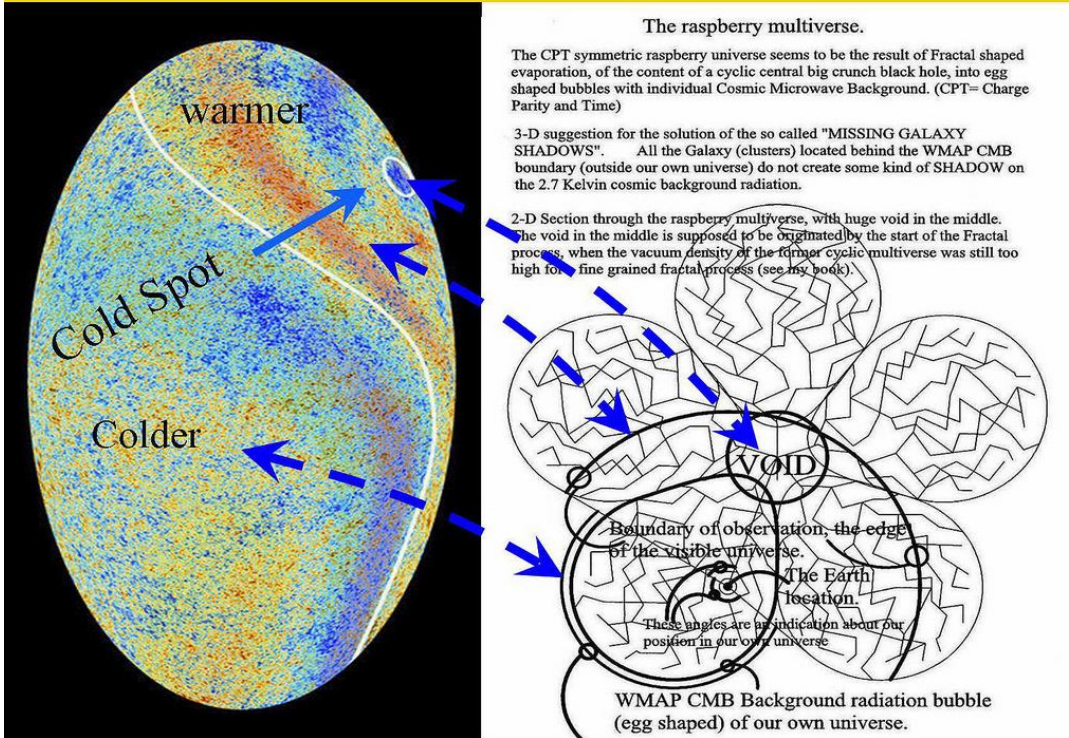 warmer
Cold Spot
Colder
The raspberry multiverse.
The CPT symmetric raspberry universe seems to be the result of Fractal shaped
evaporation, of the content of a cyclic central big crunch black hole, into egg
shaped bubbles with individual Cosmic Microwave Background. (CPT= Charge
Parity and Time)
3-D suggestion for the solution of the so called "MISSING GALAXY
SHADOWS". All the Galaxy (clusters) located behind the WMAP CMB
boundary (outside our own universe) do not create some kind of SHADOW on
the 2.7 Kelvin cosmic background radiation.
2-D Section through the raspberry multiverse, with huge void in the middle.
The void in the middle is supposed to be originated by the start of the Fractal
process, when the vacuum density of the former cyclic multiverse was still too
high for a fine grained fractal process (see my book).
VOID
Boundary of observation, the edge
of the visible universe.
The Earth
location.
These angles are an indication about our
position in our own universe
WMAP CMB Background radiation bubble
(egg shaped) of our own universe.